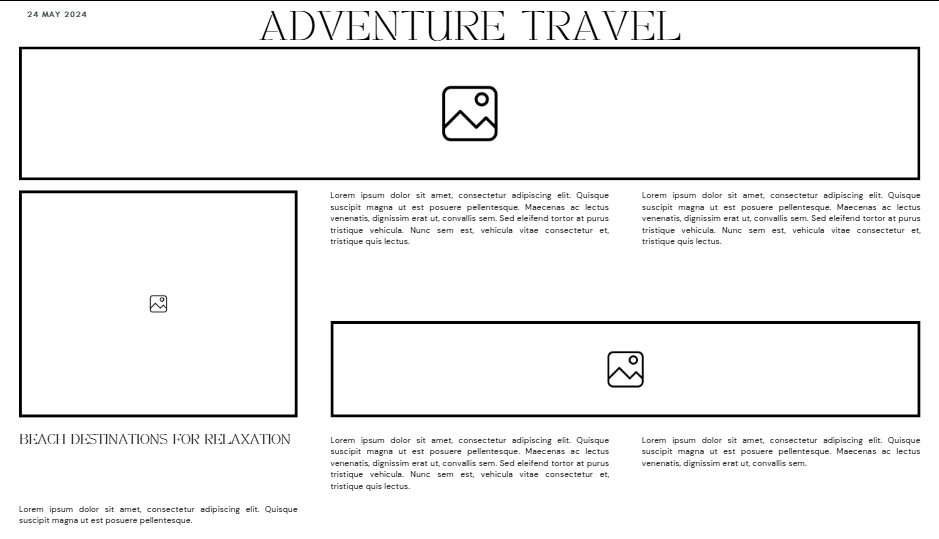 24 MAY 2024
ADVENTURE TRAVEL
Lorem ipsum dolor sit amet, consectetur adipiscing elit. Quisque
suscipit magna ut est posuere pellentesque. Maecenas ac lectus
venenatis, dignissim erat ut, convallis sem. Sed eleifend tortor at purus
tristique vehicula. Nunc sem est, vehicula vitae consectetur et,
tristique quis lectus.
Lorem ipsum dolor sit amet, consectetur adipiscing elit. Quisque
suscipit magna ut est posuere pellentesque. Maecenas ac lectus
venenatis, dignissim erat ut, convallis sem. Sed eleifend tortor at purus
tristique vehicula. Nunc sem est, vehicula vitae consectetur et,
tristique quis lectus.
BEACH DESTINATIONS FOR RELAXATION
Lorem ipsum dolor sit amet, consectetur adipiscing elit. Quisque
suscipit magna ut est posuere pellentesque.
Lorem ipsum dolor sit amet, consectetur adipiscing elit. Quisque
suscipit magna ut est posuere pellentesque. Maecenas ac lectus
venenatis, dignissim erat ut, convallis sem. Sed eleifend tortor at purus
tristique vehicula. Nunc sem est, vehicula vitae consectetur et,
tristique quis lectus.
Lorem ipsum dolor sit amet, consectetur adipiscing elit. Quisque
suscipit magna ut est posuere pellentesque. Maecenas ac lectus
venenatis, dignissim erat ut, convallis sem.